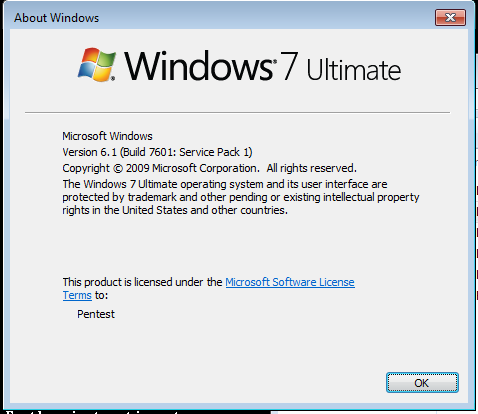 About Windows
Windows 7 Ultimate
Microsoft Windows
Version 6.1 (Build 7601: Service Pack 1)
Copyright © 2009 Microsoft Corporation. All rights reserved.
The Windows 7 Ultimate operating system and its user interface are
protected by trademark and other pending or existing intellectual property
rights in the United States and other countries.
This product is licensed under the Microsoft Software License
Terms to:
Pentest
OK